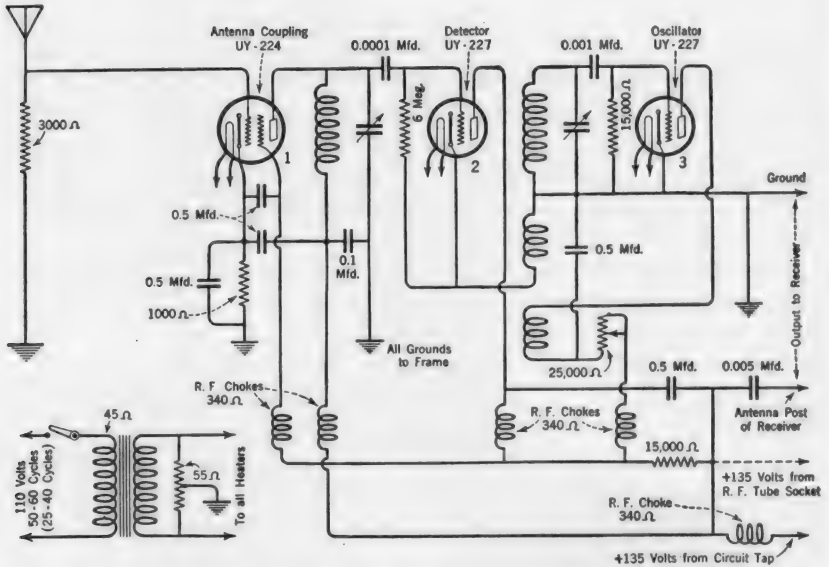 Antenna Coupling
UY-224
Detector
UY-227
Oscillator
UY-227
0.0001 Mfd.
0.001 Mfd.
3000 Ω
6 Meg.
15,000 Ω
1
2
3
Ground
0.5 Mfd.
0.5 Mfd.
0.1
Mfd.
0.5 Mfd.
1000 Ω
All Grounds
to Frame
25,000 Ω
Output to Receiver
0.5 Mfd.
0.005 Mfd.
Antenna Post
of Receiver
R. F. Chokes
340 Ω
R. F. Chokes
340 Ω
15,000 Ω
+135 Volts from
R. F. Tube Socket
R. F. Choke
340 Ω
+135 Volts from Circuit Tap
45 Ω
110 Volts
50-60 Cycles
(25-40 Cycles)
55 Ω
To all Heaters